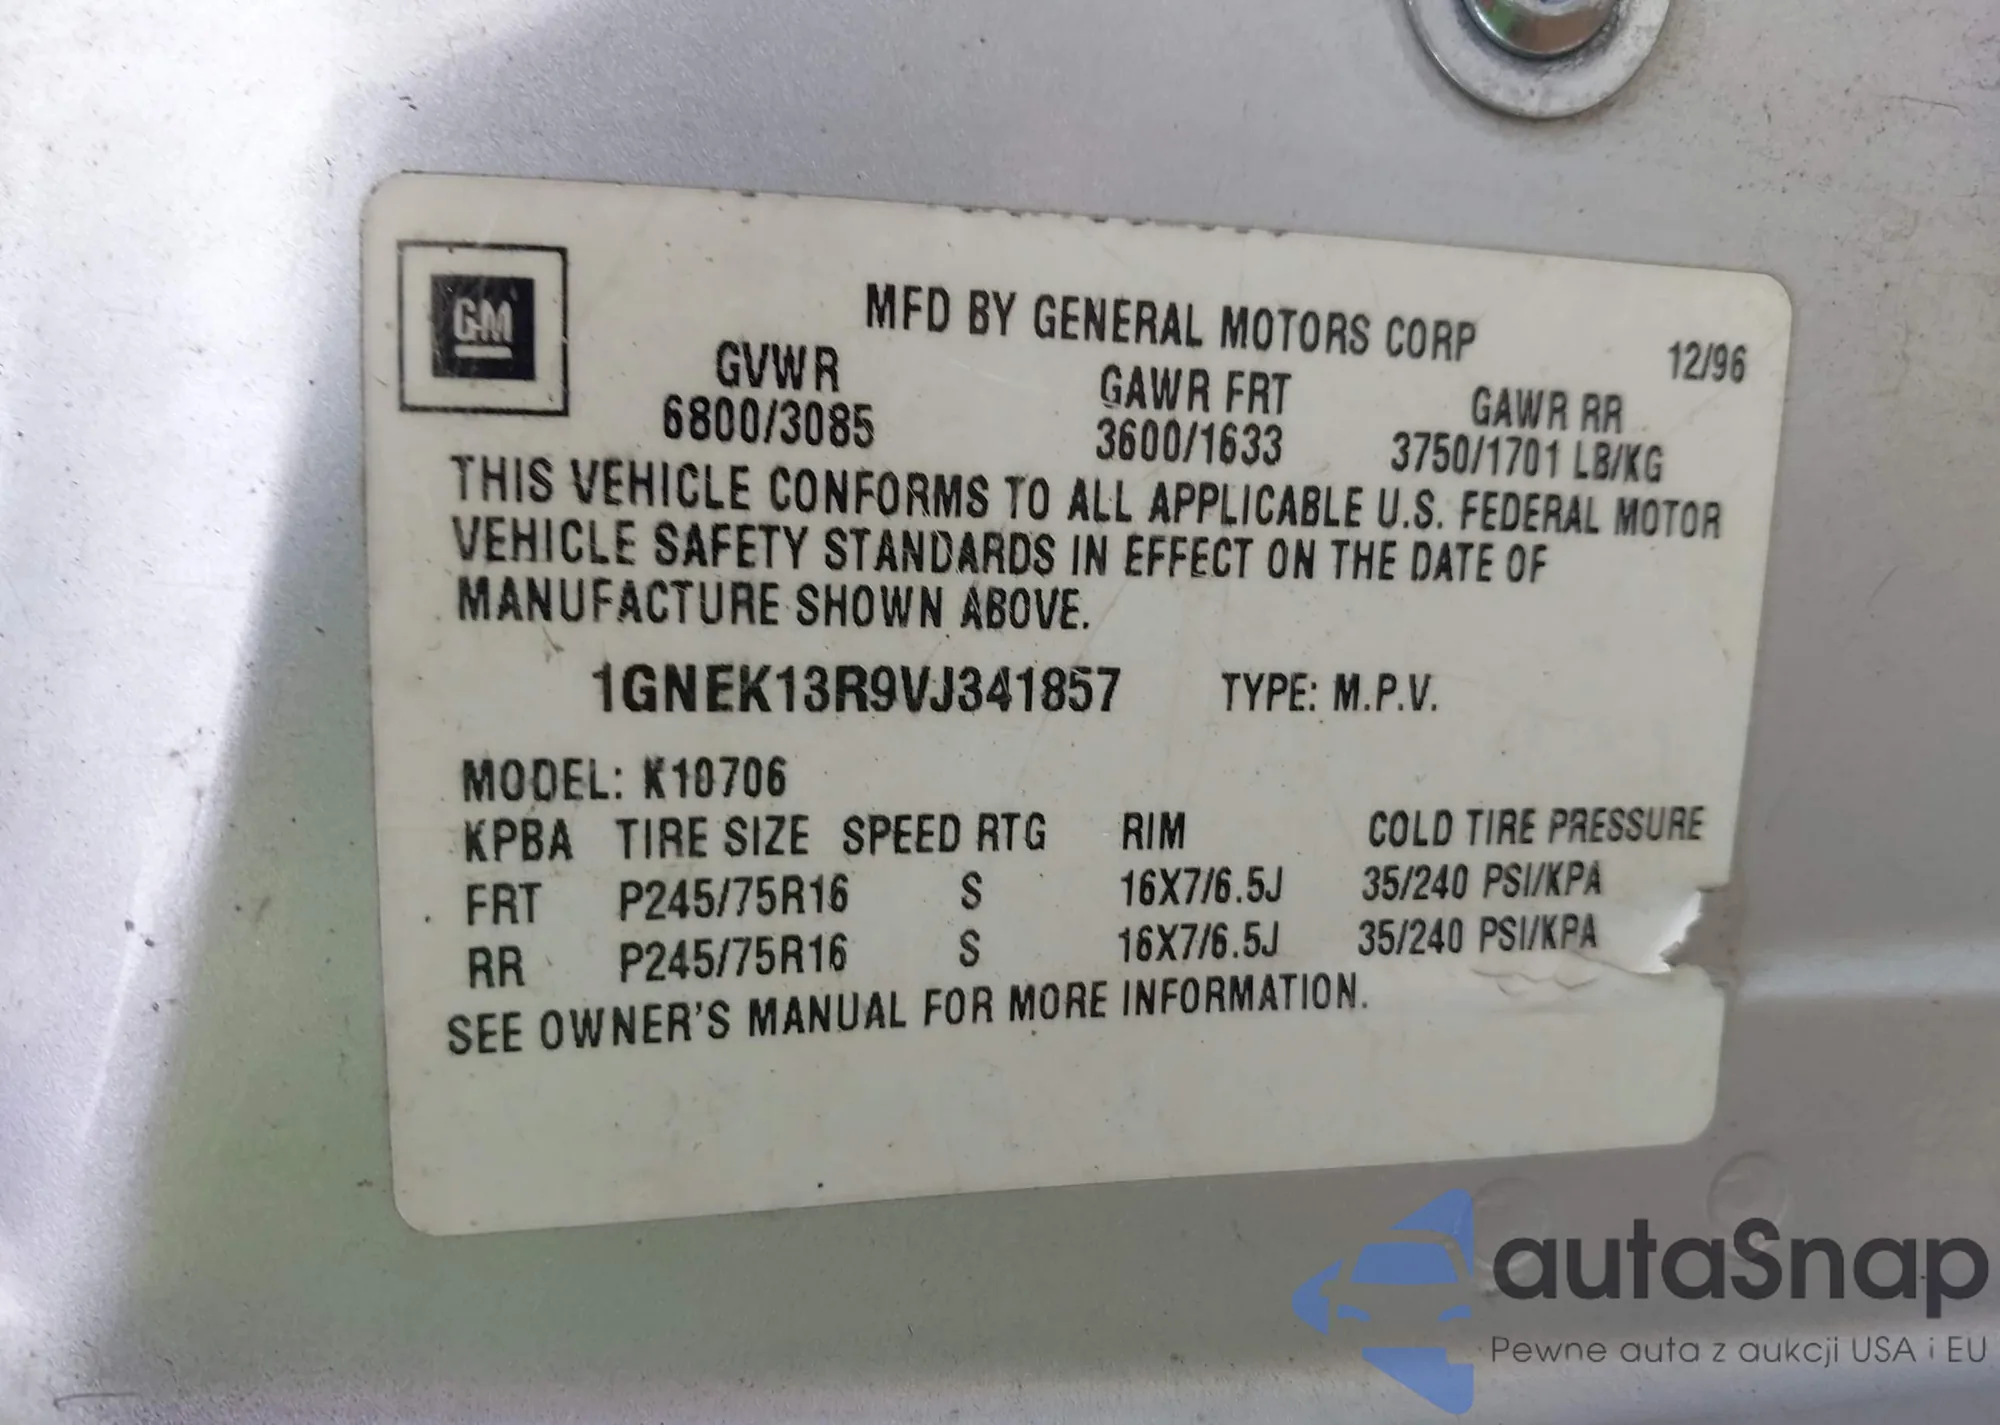 GM
MFD BY GENERAL MOTORS CORP
12/96
GVWR GAWR FRT GAWR RR
6800/3085 3600/1633 3750/1701 LB/KG
THIS VEHICLE CONFORMS TO ALL APPLICABLE U.S. FEDERAL MOTOR
VEHICLE SAFETY STANDARDS IN EFFECT ON THE DATE OF
MANUFACTURE SHOWN ABOVE.
1GNEK13R9VJ341857 TYPE: M.P.V.
MODEL: K10706
KPBA TIRE SIZE SPEED RTG RIM COLD TIRE PRESSURE
FRT P245/75R16 S 16X7/6.5J 35/240 PSI/KPA
RR P245/75R16 S 16X7/6.5J 35/240 PSI/KPA
SEE OWNER'S MANUAL FOR MORE INFORMATION.
autaSnap
Pewne auta z aukcji USA i EU